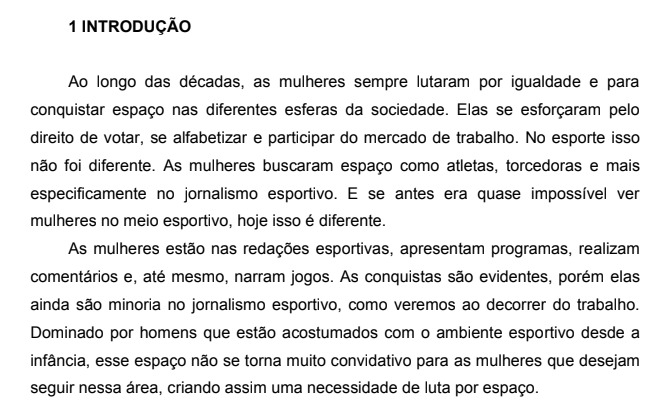 1 INTRODUÇÃO
Ao longo das décadas, as mulheres sempre lutaram por igualdade e para
conquistar espaço nas diferentes esferas da sociedade. Elas se esforçaram pelo
direito de votar, se alfabetizar e participar do mercado de trabalho. No esporte isso
não foi diferente. As mulheres buscaram espaço como atletas, torcedoras e mais
especificamente no jornalismo esportivo. E se antes era quase impossível ver
mulheres no meio esportivo, hoje isso é diferente.
As mulheres estão nas redações esportivas, apresentam programas, realizam
comentários e, até mesmo, narram jogos. As conquistas são evidentes, porém elas
ainda são minoria no jornalismo esportivo, como veremos ao decorrer do trabalho.
Dominado por homens que estão acostumados com o ambiente esportivo desde a
infância, esse espaço não se torna muito convidativo para as mulheres que desejam
seguir nessa área, criando assim uma necessidade de luta por espaço.